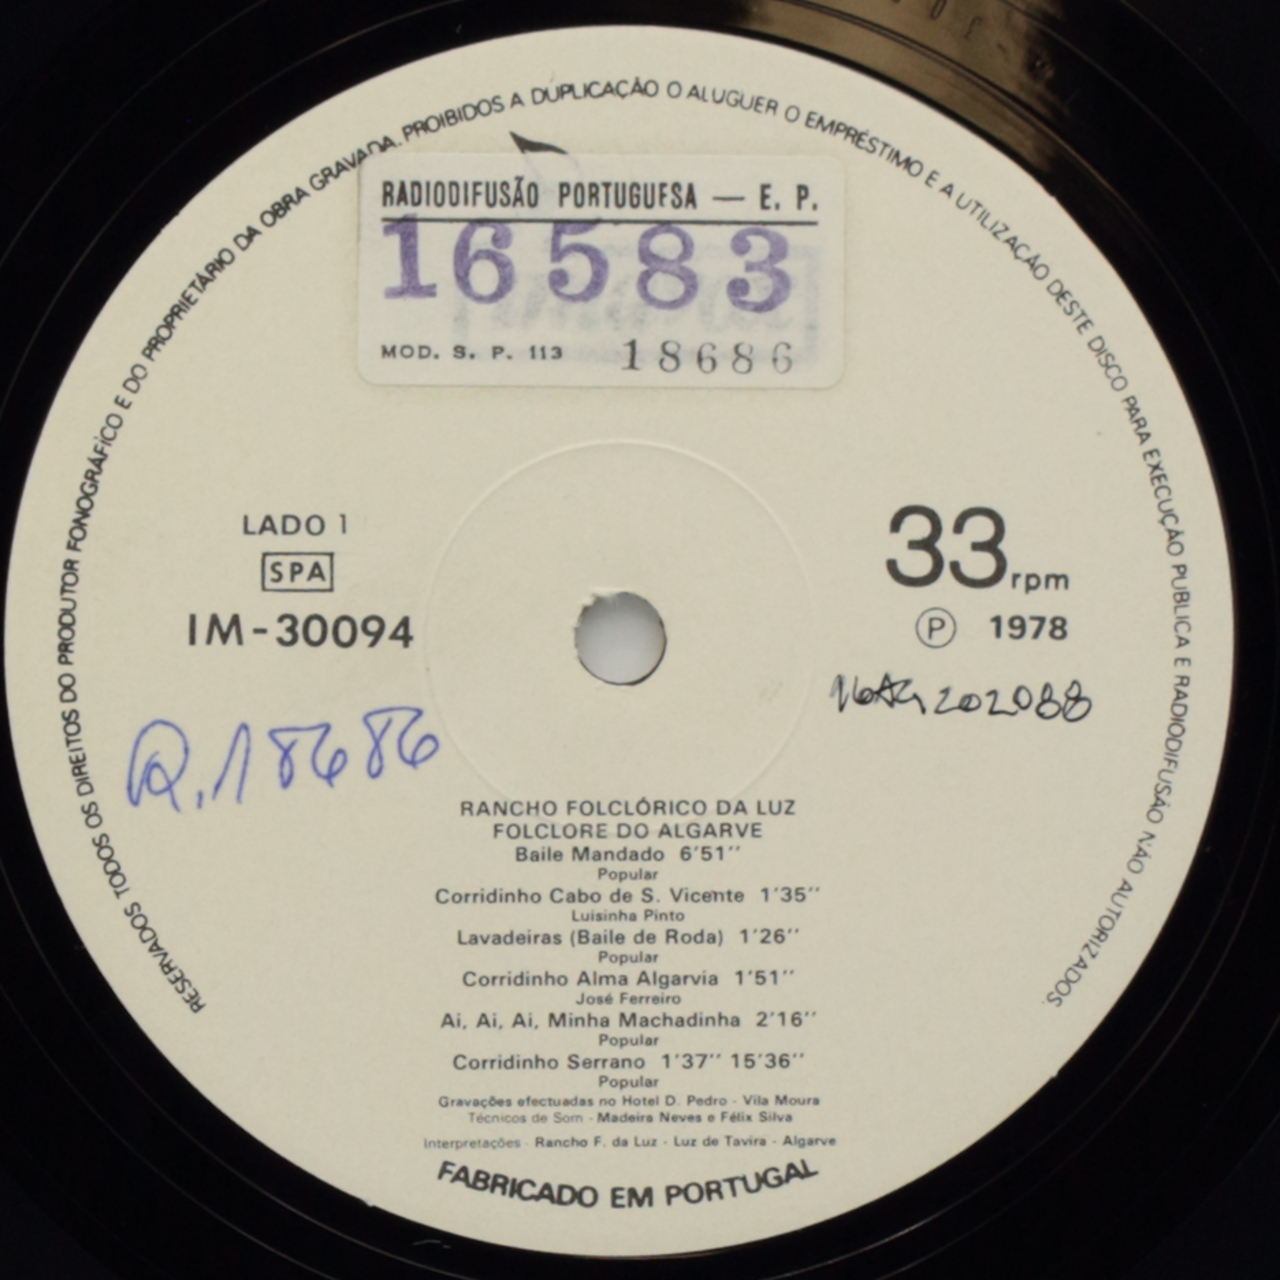 RESERVADOS TODOS OS DIREITOS DO PRODUTOR FONOGRÁFICO E DO PROPRIETÁRIO DA OBRA GRAVADA. PROIBIDOS A DUPLICAÇÃO O ALUGUER O EMPRÉSTIMO E A UTILIZAÇÃO DESTE DISCO PARA EXECUÇÃO PUBLICA E RADIODIFUSÃO NÃO AUTORIZADOS.
RADIODIFUSÃO PORTUGUESA — E. P.
16583
MOD. S. P. 113 18686
LADO 1
SPA
IM-30094
33 rpm
Ⓟ 1978
R.18686
RANCHO FOLCLÓRICO DA LUZ
FOLCLORE DO ALGARVE
Baile Mandado 6'51''
Popular
Corridinho Cabo de S. Vicente 1'35''
Luisinha Pinto
Lavadeiras (Baile de Roda) 1'26''
Popular
Corridinho Alma Algarvia 1'51''
José Ferreiro
Ai, Ai, Ai, Minha Machadinha 2'16''
Popular
Corridinho Serrano 1'37'' 15'36''
Popular
Gravações efectuadas no Hotel D. Pedro - Vila Moura
Técnicos de Som - Madeira Neves e Félix Silva
Interpretações - Rancho F. da Luz - Luz de Tavira - Algarve
FABRICADO EM PORTUGAL